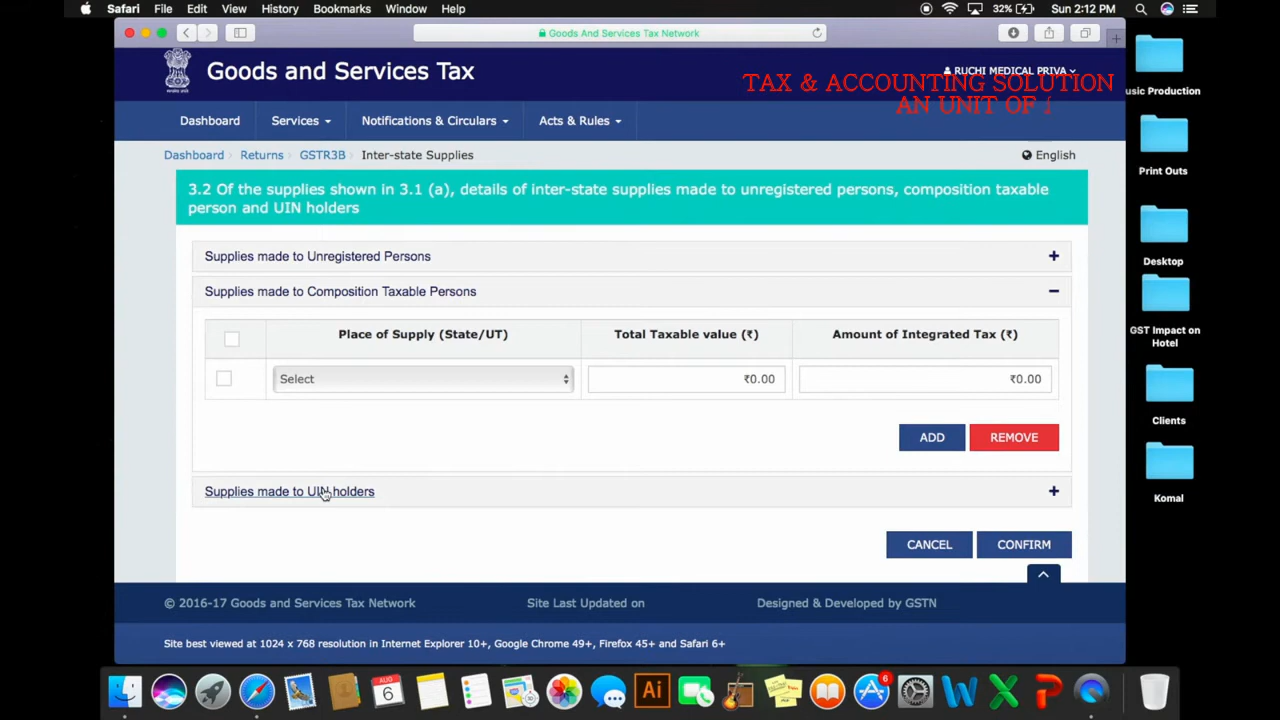 Safari File Edit View History Bookmarks Window Help 32% Sun 2:12 PM
Goods And Services Tax Network
Goods and Services Tax
RUCHI MEDICAL PRIVA
TAX & ACCOUNTING SOLUTION
AN UNIT OF
Dashboard Services Notifications & Circulars Acts & Rules
Dashboard Returns GSTR3B Inter-state Supplies English
3.2 Of the supplies shown in 3.1 (a), details of inter-state supplies made to unregistered persons, composition taxable
person and UIN holders
Supplies made to Unregistered Persons
Supplies made to Composition Taxable Persons
Place of Supply (State/UT) Total Taxable value (₹) Amount of Integrated Tax (₹)
Select ₹0.00 ₹0.00
ADD REMOVE
Supplies made to UIN holders
CANCEL CONFIRM
© 2016-17 Goods and Services Tax Network Site Last Updated on Designed & Developed by GSTN
Site best viewed at 1024 x 768 resolution in Internet Explorer 10+, Google Chrome 49+, Firefox 45+ and Safari 6+
usic Production
Print Outs
Desktop
GST Impact on
Hotel
Clients
Komal
AUG
6
Ai
6